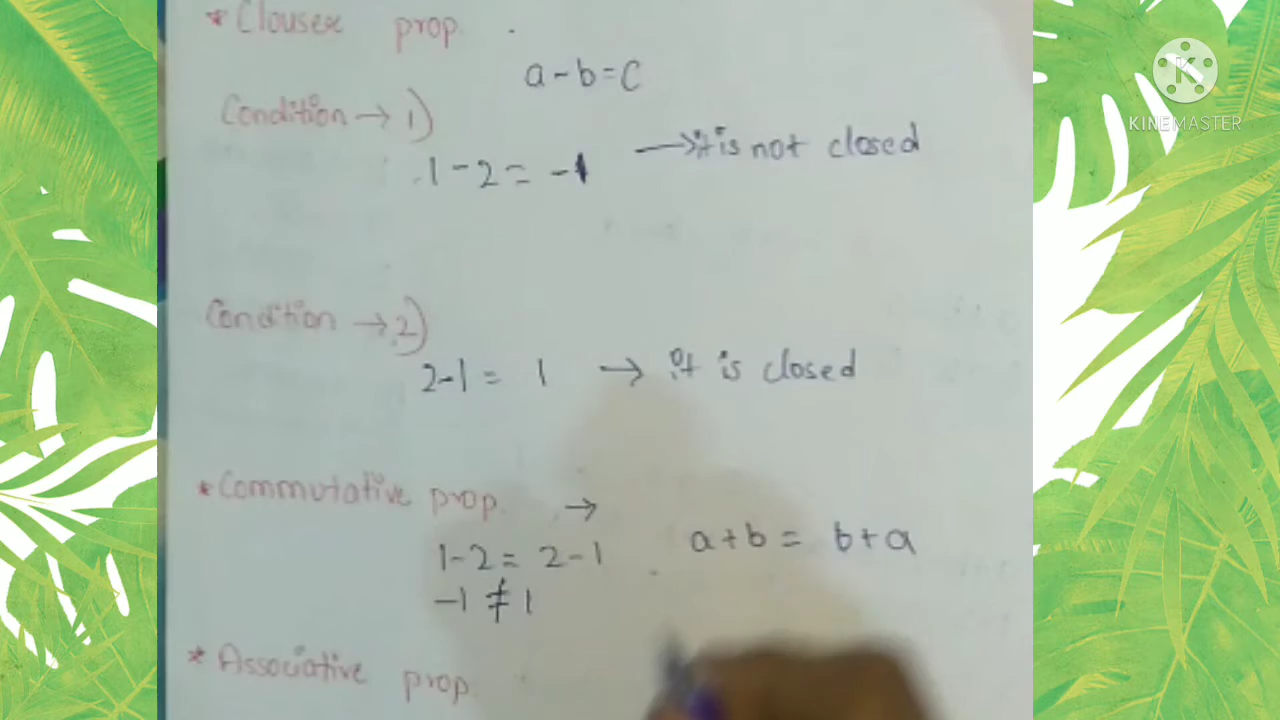 * Clouser prop.
a - b = c
Condition → 1)
1 - 2 = -1 → it is not closed
Condition → 2)
2 - 1 = 1 → it is closed
* Commutative prop. →
1 - 2 = 2 - 1 a + b = b + a
-1 ≠ 1
* Associative prop.
K
KINEMASTER